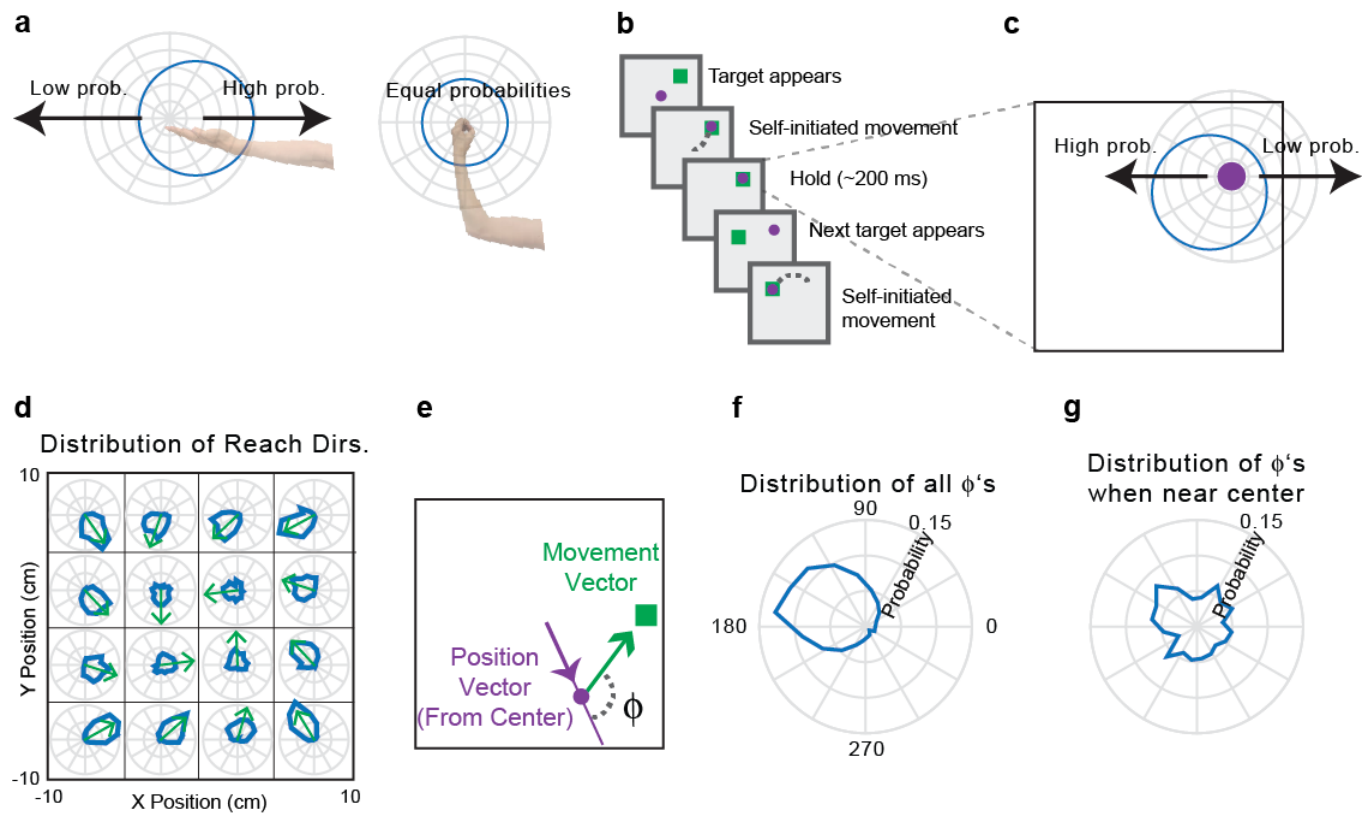 a
Low prob.
High prob.
Equal probabilities
b
Target appears
Self-initiated movement
Hold (~200 ms)
Next target appears
Self-initiated
movement
c
High prob.
Low prob.
d
Distribution of Reach Dirs.
10
Y Position (cm)
-10
-10
X Position (cm)
10
e
Movement
Vector
Position
Vector
(From Center)
ϕ
f
Distribution of all ϕ‘s
90
0.15
Probability
180
0
270
g
Distribution of ϕ‘s
when near center
0.15
Probability